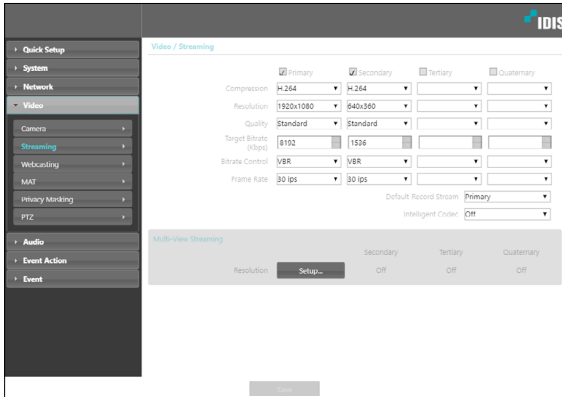 IDIS
Video / Streaming
Quick Setup
System
Network
Video
Camera
Streaming
Webcasting
MAT
Privacy Masking
PTZ
Audio
Event Action
Event
Primary Secondary Tertiary Quaternary
Compression H.264 H.264
Resolution 1920x1080 640x360
Quality Standard Standard
Target Bitrate (Kbps) 8192 1536
Bitrate Control VBR VBR
Frame Rate 30 ips 30 ips
Default Record Stream Primary
Intelligent Codec Off
Multi-View Streaming
Secondary Tertiary Quaternary
Resolution Setup... Off Off Off
Save